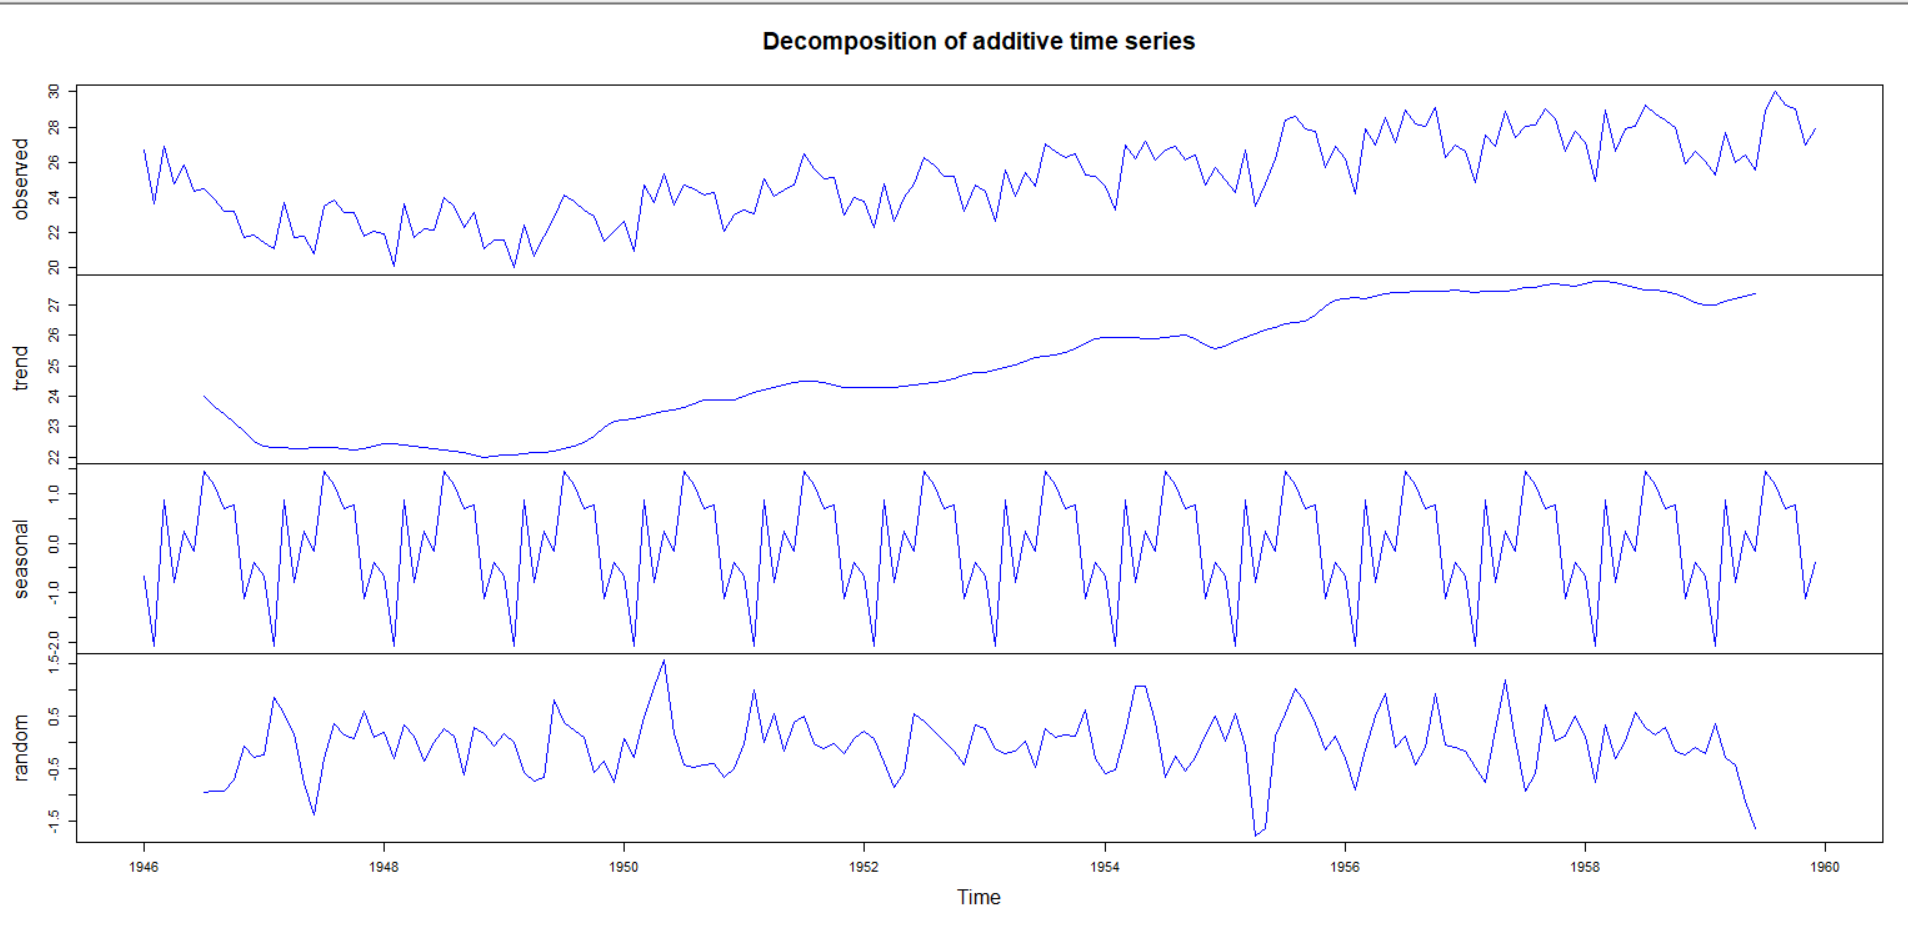 Decomposition of additive time series
observed
30
28
26
24
22
20
trend
27
26
25
24
23
22
seasonal
1.0
0.0
-1.0
-2.0
random
1.5
0.5
-0.5
-1.5
1946 1948 1950 1952 1954 1956 1958 1960
Time